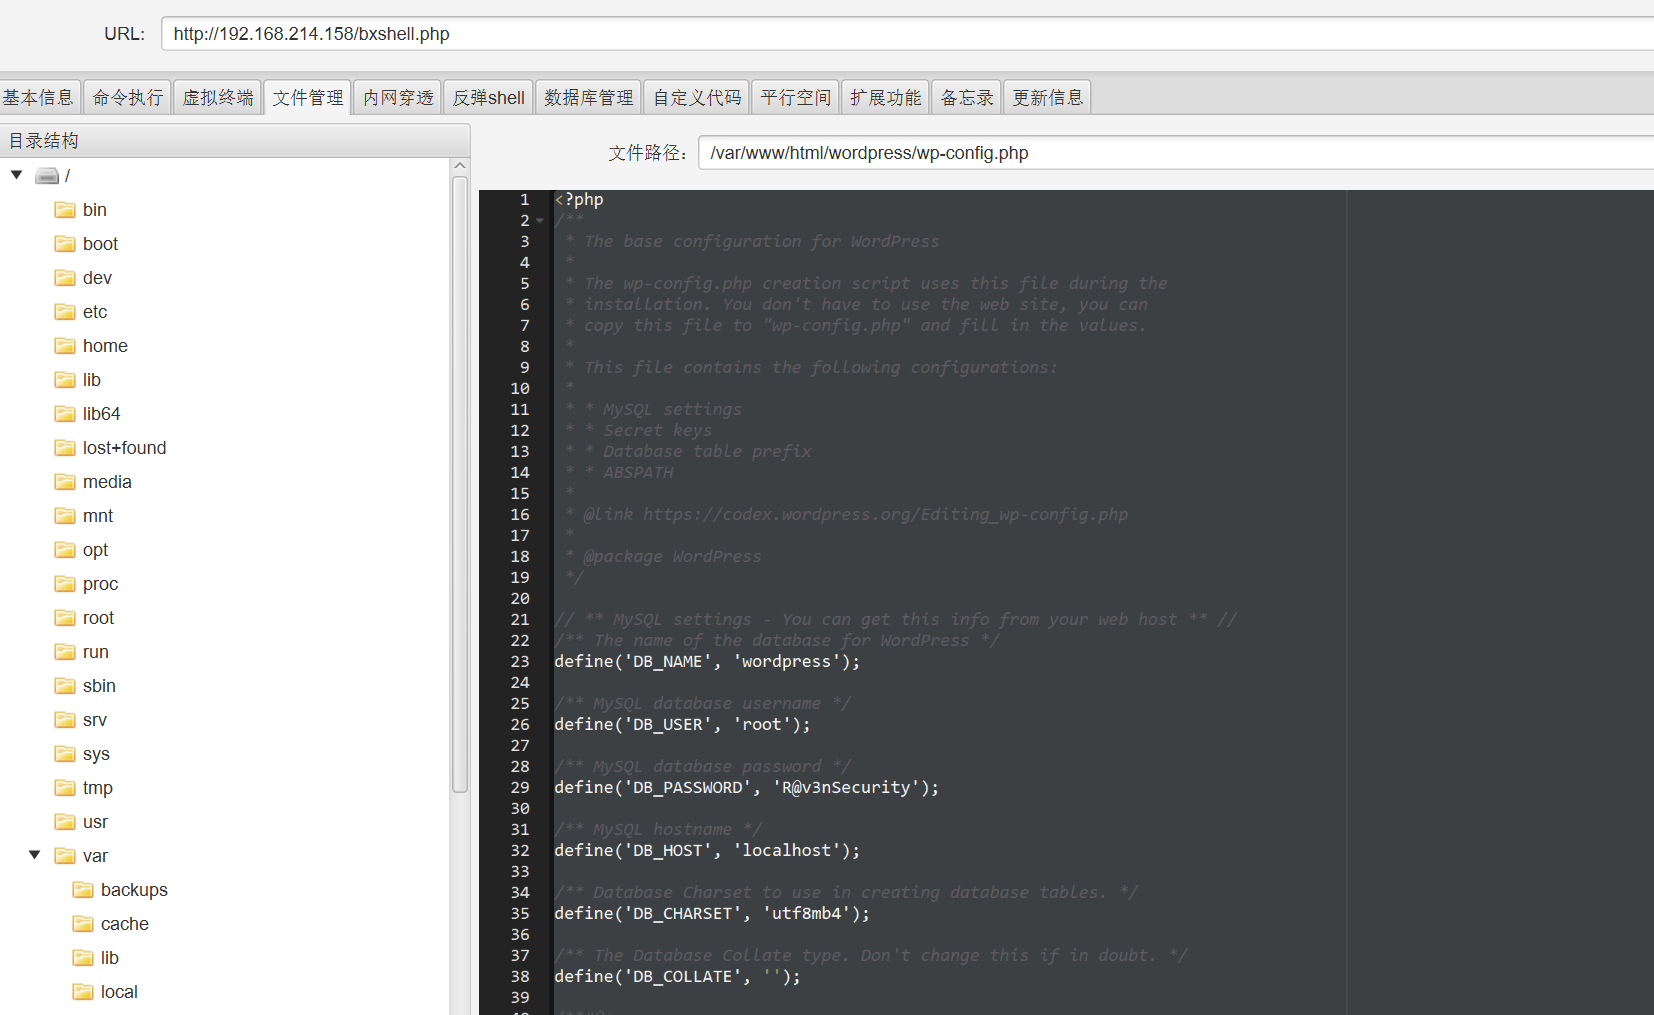 URL: http://192.168.214.158/bxshell.php
基本信息 命令执行 虚拟终端 文件管理 内网穿透 反弹shell 数据库管理 自定义代码 平行空间 扩展功能 备忘录 更新信息
目录结构
/
bin
boot
dev
etc
home
lib
lib64
lost+found
media
mnt
opt
proc
root
run
sbin
srv
sys
tmp
usr
var
backups
cache
lib
local
文件路径: /var/www/html/wordpress/wp-config.php
1 <?php
2 /**
3 * The base configuration for WordPress
4 *
5 * The wp-config.php creation script uses this file during the
6 * installation. You don't have to use the web site, you can
7 * copy this file to "wp-config.php" and fill in the values.
8 *
9 * This file contains the following configurations:
10 *
11 * * MySQL settings
12 * * Secret keys
13 * * Database table prefix
14 * * ABSPATH
15 *
16 * @link https://codex.wordpress.org/Editing_wp-config.php
17 *
18 * @package WordPress
19 */
20
21 // ** MySQL settings - You can get this info from your web host ** //
22 /** The name of the database for WordPress */
23 define('DB_NAME', 'wordpress');
24
25 /** MySQL database username */
26 define('DB_USER', 'root');
27
28 /** MySQL database password */
29 define('DB_PASSWORD', 'R@v3nSecurity');
30
31 /** MySQL hostname */
32 define('DB_HOST', 'localhost');
33
34 /** Database Charset to use in creating database tables. */
35 define('DB_CHARSET', 'utf8mb4');
36
37 /** The Database Collate type. Don't change this if in doubt. */
38 define('DB_COLLATE', '');
39